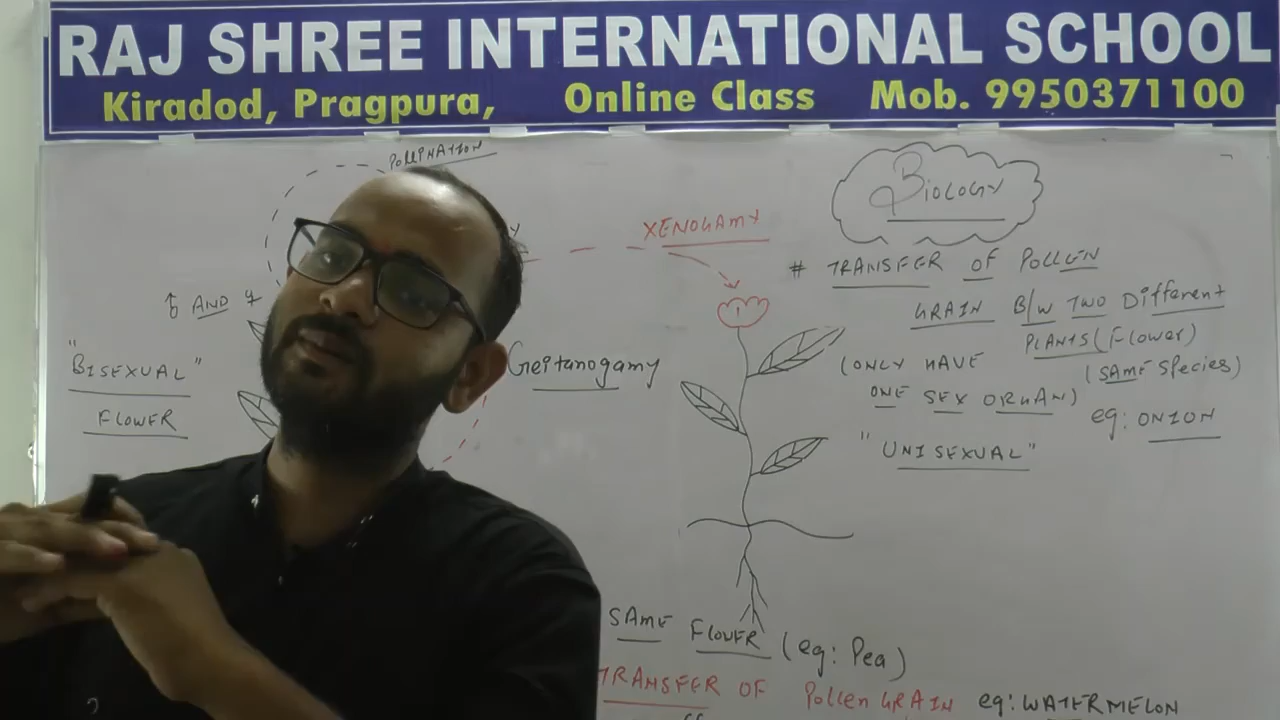 RAJ SHREE INTERNATIONAL SCHOOL
Kiradod, Pragpura, Online Class Mob. 9950371100
POLLINATION
BIOLOGY
XENOGAMY
# TRANSFER OF POLLEN
GRAIN B/W TWO Different
PLANTS (Flower)
(SAME Species)
eg: ONION
(ONLY HAVE
ONE SEX ORGAN)
"UNISEXUAL"
AND
"BISEXUAL"
FLOWER
Geitanogamy
SAME FLOWER (eg: Pea)
TRANSFER OF Pollen GRAIN eg: WATERMELON